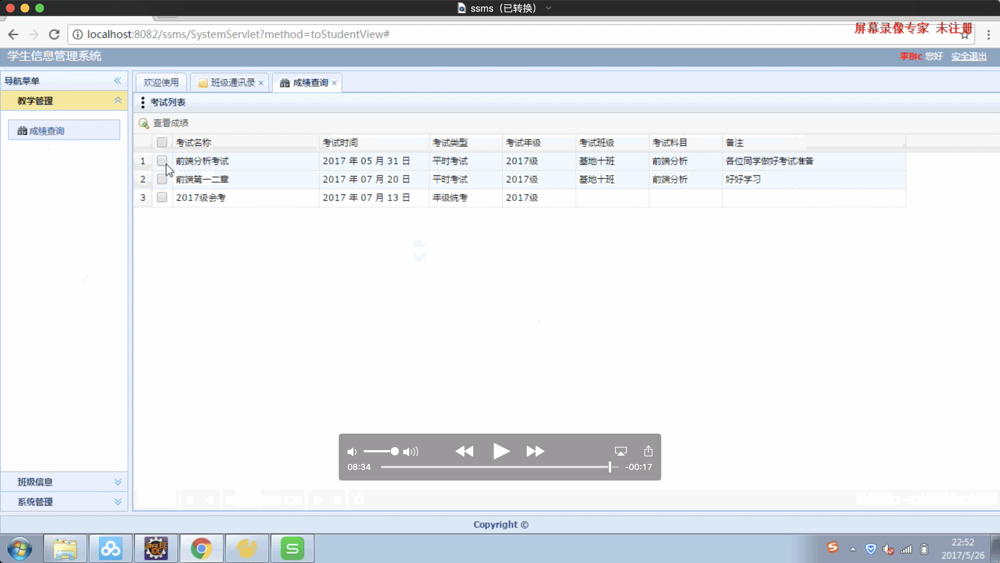 ssms（已转换）
localhost:8082/ssms/SystemServlet?method=toStudentView#
屏幕录像专家 未注册
学生信息管理系统
您好 安全退出
导航菜单
教学管理
成绩查询
欢迎使用 班级通讯录 成绩查询
考试列表
查看成绩
考试名称 考试时间 考试类型 考试年级 考试班级 考试科目 备注
1 前端分析考试 2017 年 05 月 31 日 平时考试 2017级 基地十班 前端分析 各位同学做好考试准备
2 前端第一二章 2017 年 07 月 20 日 平时考试 2017级 基地十班 前端分析 好好学习
3 2017级会考 2017 年 07 月 13 日 年级统考 2017级
08:34 -00:17
班级信息
系统管理
Copyright ©
Java EE
IDE
22:52
2017/5/26